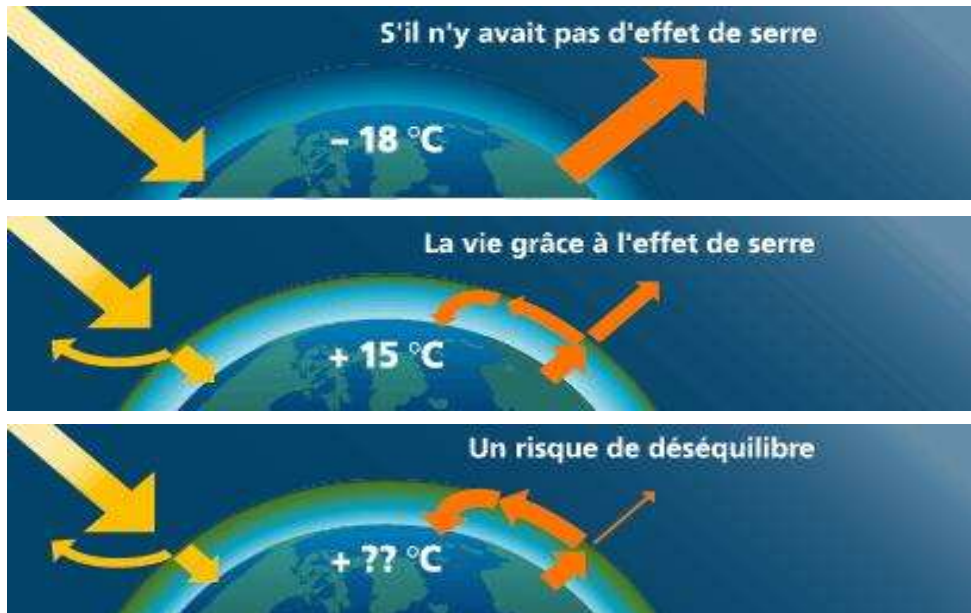 S'il n'y avait pas d'effet de serre
– 18 °C
La vie grâce à l'effet de serre
+ 15 °C
Un risque de déséquilibre
+ ?? °C